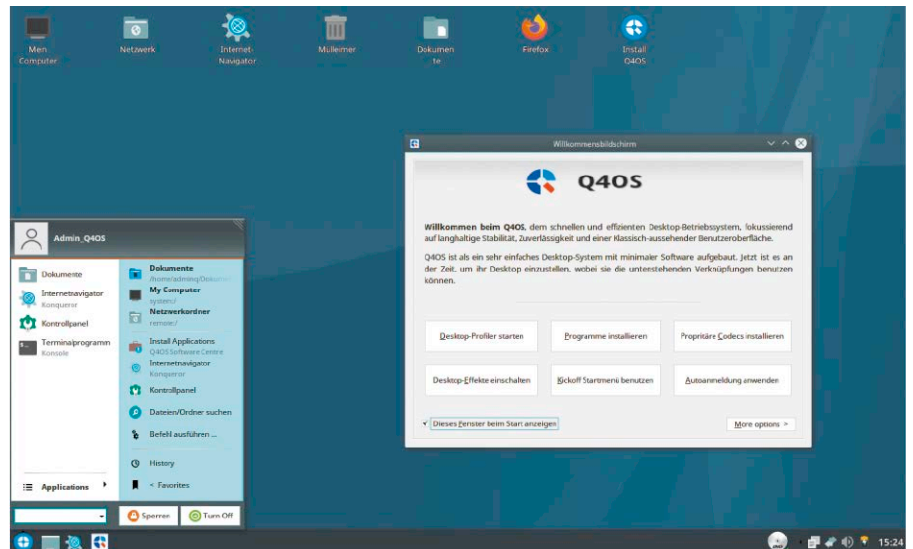 Mein
Computer
Netzwerk
Internet-
Navigator
Mülleimer
Dokumen
te
Firefox
Install
Q4OS
Willkommensbildschirm
Q4OS
Willkommen beim Q4OS, dem schnellen und effizienten Desktop-Betriebssystem, fokussierend
auf langhaltige Stabilität, Zuverlässigkeit und einer Klassisch-aussehender Benutzeroberfläche.
Q4OS ist als ein sehr einfaches Desktop-System mit minimaler Software aufgebaut. Jetzt ist es an
der Zeit, um ihr Desktop einzustellen, wobei sie die untenstehenden Verknüpfungen benutzen
können.
Desktop-Profiler starten
Programme installieren
Propritäre Codecs installieren
Desktop-Effekte einschalten
Kickoff Startmenü benutzen
Autoanmeldung anwenden
Dieses Fenster beim Start anzeigen
More options >
Admin_Q4OS
Dokumente
Internetnavigator
Konqueror
Kontrollpanel
Terminalprogramm
Konsole
Applications
Dokumente
/home/adminq/Dokumen
My Computer
system:/
Netzwerkordner
remote:/
Install Applications
Q4OS Software Centre
Internetnavigator
Konqueror
Kontrollpanel
Dateien/Ordner suchen
Befehl ausführen ...
History
< Favorites
Sperren
Turn Off
15:24